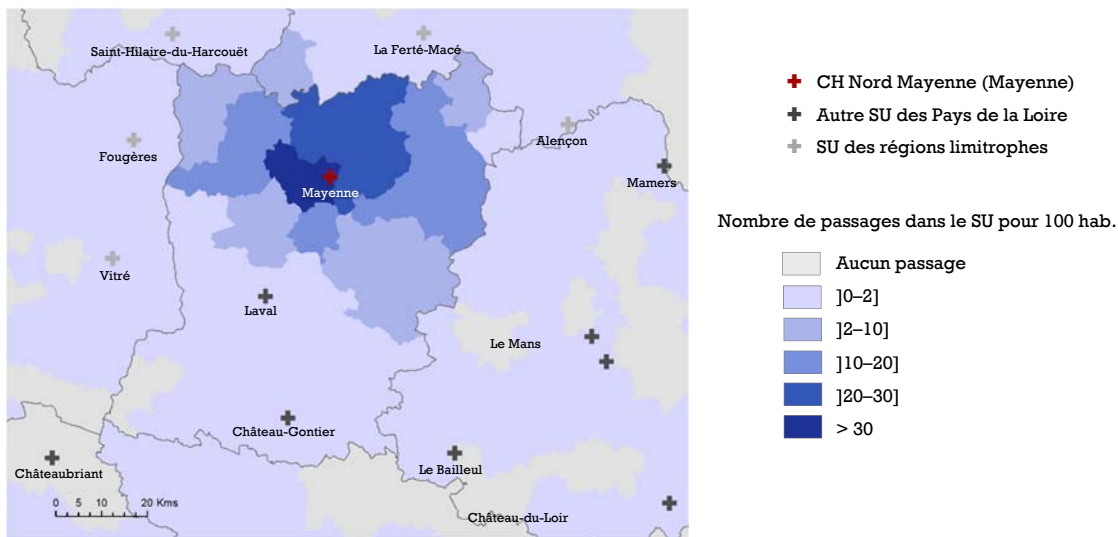 Saint-Hilaire-du-Harcouët
La Ferté-Macé
Fougères
Alençon
Mamers
Mayenne
Vitré
Laval
Le Mans
Château-Gontier
Châteaubriant
Le Bailleul
Château-du-Loir
0 5 10 20 Kms
CH Nord Mayenne (Mayenne)
Autre SU des Pays de la Loire
SU des régions limitrophes
Nombre de passages dans le SU pour 100 hab.
Aucun passage
]0–2]
]2–10]
]10–20]
]20–30]
> 30